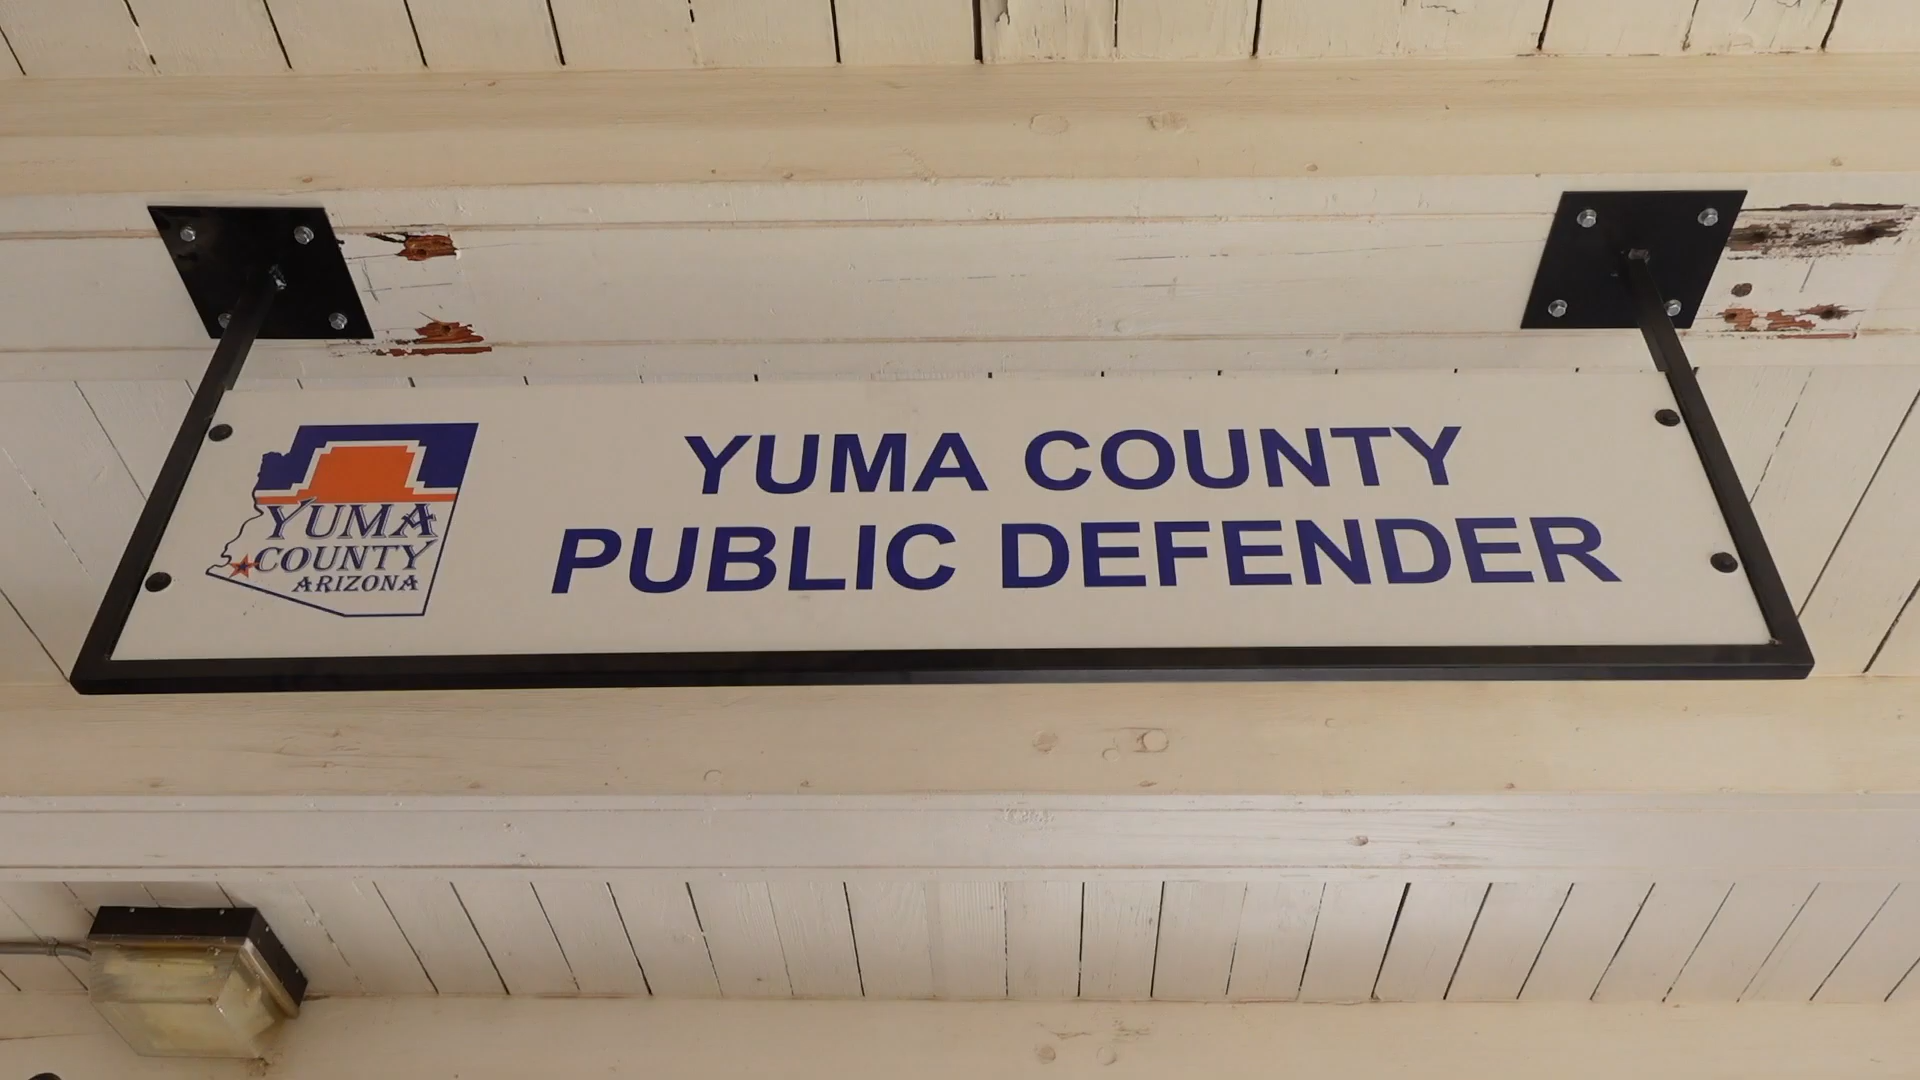 YUMA COUNTY
PUBLIC DEFENDER
YUMA
COUNTY
ARIZONA